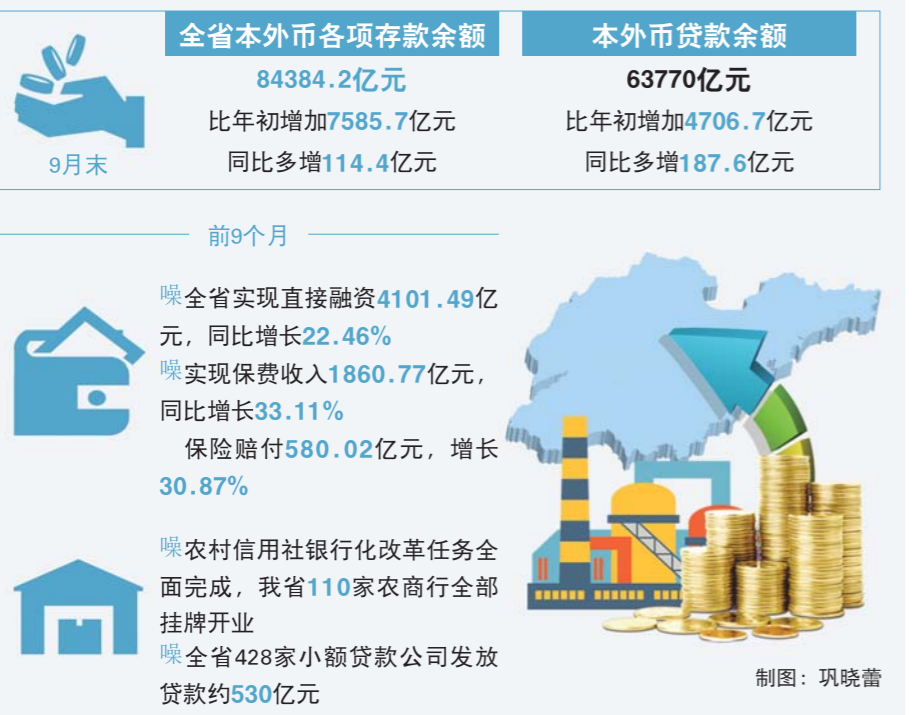 全省本外币各项存款余额
84384.2亿元
比年初增加7585.7亿元
同比多增114.4亿元
本外币贷款余额
63770亿元
比年初增加4706.7亿元
同比多增187.6亿元
9月末
前9个月
噪全省实现直接融资4101.49亿
元，同比增长22.46%
噪实现保费收入1860.77亿元，
同比增长33.11%
保险赔付580.02亿元，增长
30.87%
噪农村信用社银行化改革任务全
面完成，我省110家农商行全部
挂牌开业
噪全省428家小额贷款公司发放
贷款约530亿元
制图：巩晓蕾